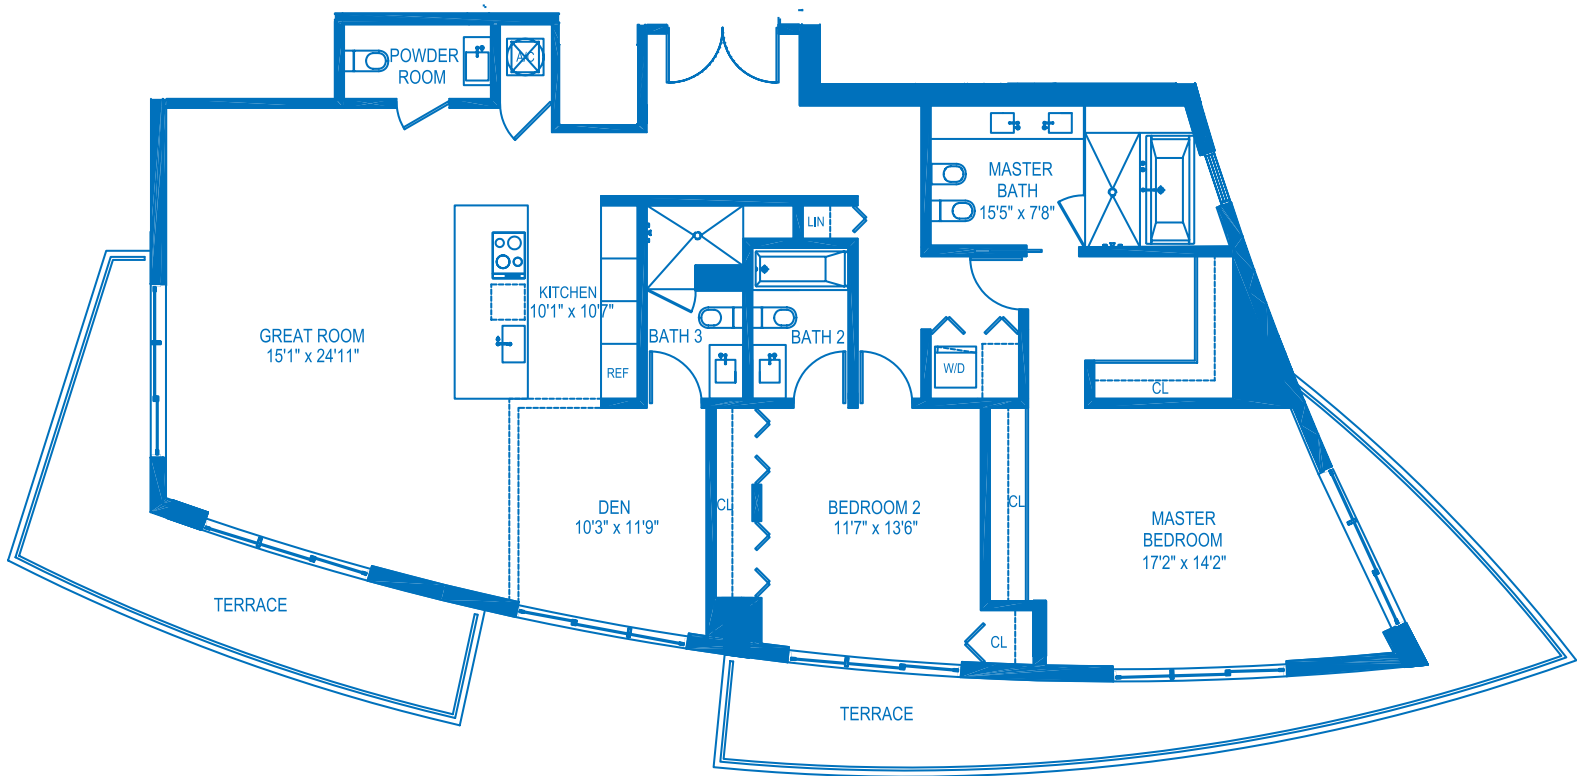 POWDER
ROOM
A/C
MASTER
BATH
15'5" x 7'8"
LIN
KITCHEN
10'1" x 10'7"
GREAT ROOM
15'1" x 24'11"
BATH 3
BATH 2
REF
W/D
CL
DEN
10'3" x 11'9"
CL
BEDROOM 2
11'7" x 13'6"
CL
MASTER
BEDROOM
17'2" x 14'2"
TERRACE
CL
TERRACE